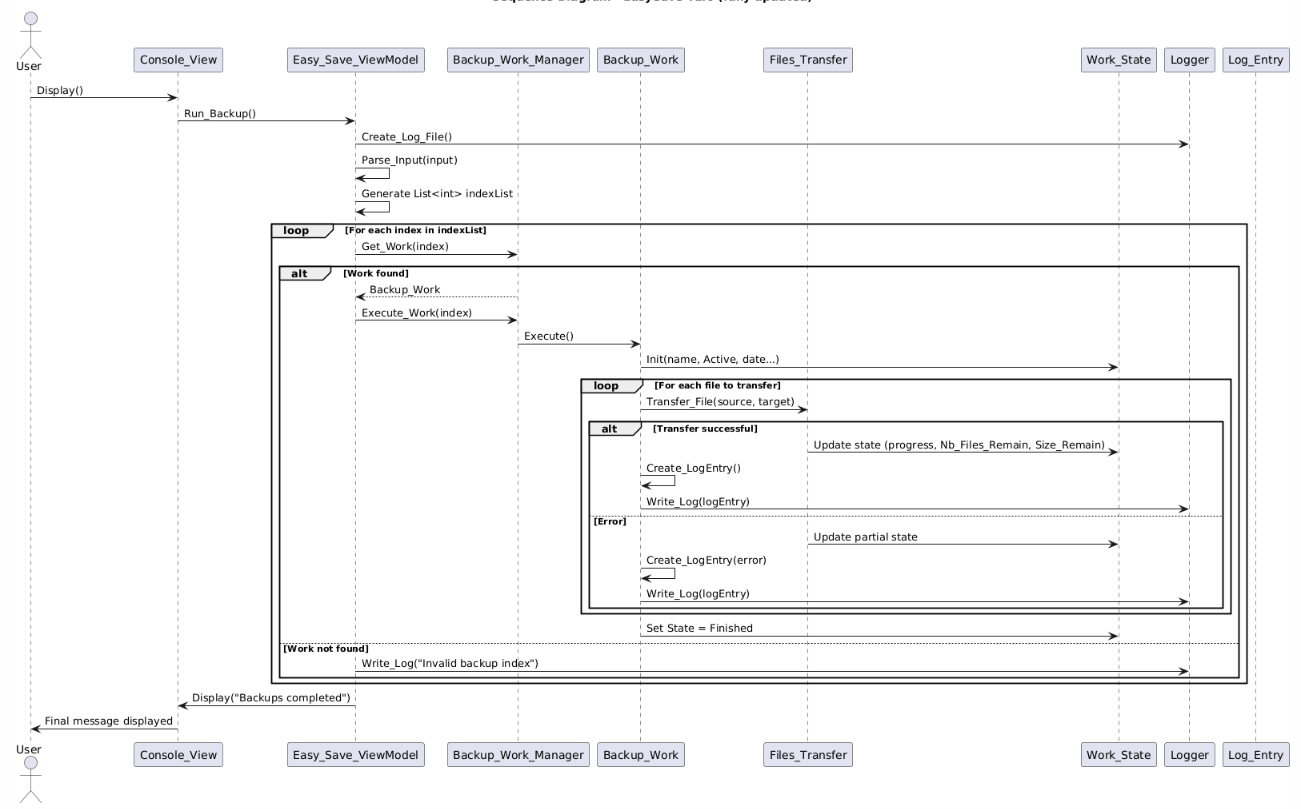 User
Console_View
Easy_Save_ViewModel
Backup_Work_Manager
Backup_Work
Files_Transfer
Work_State
Logger
Log_Entry
Display()
Run_Backup()
Create_Log_File()
Parse_Input(input)
Generate List<int> indexList
loop [For each index in indexList]
Get_Work(index)
alt [Work found]
Backup_Work
Execute_Work(index)
Execute()
Init(name, Active, date...)
loop [For each file to transfer]
Transfer_File(source, target)
alt [Transfer successful]
Update state (progress, Nb_Files_Remain, Size_Remain)
Create_LogEntry()
Write_Log(logEntry)
[Error]
Update partial state
Create_LogEntry(error)
Write_Log(logEntry)
Set State = Finished
[Work not found]
Write_Log("Invalid backup index")
Display("Backups completed")
Final message displayed
User
Console_View
Easy_Save_ViewModel
Backup_Work_Manager
Backup_Work
Files_Transfer
Work_State
Logger
Log_Entry